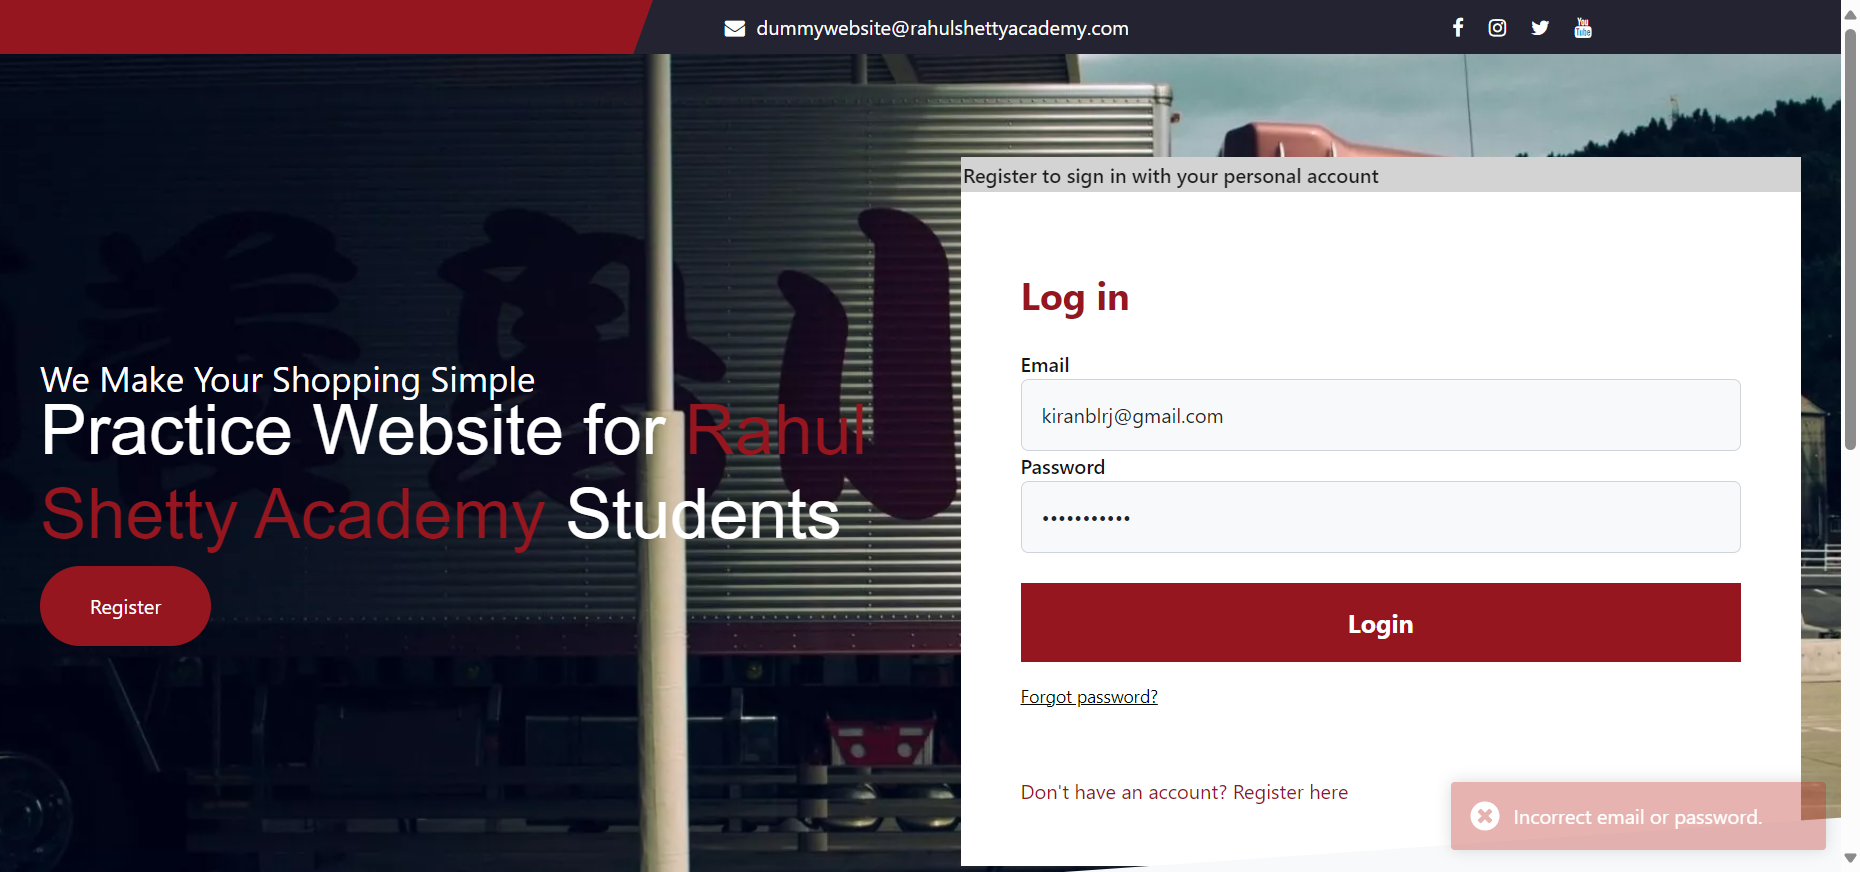 dummywebsite@rahulshettyacademy.com
You
Tube
We Make Your Shopping Simple
Practice Website for Rahul
Shetty Academy Students
Register
Register to sign in with your personal account
Log in
Email
kiranblrj@gmail.com
Password
•••••••••••
Login
Forgot password?
Don't have an account? Register here
Incorrect email or password.